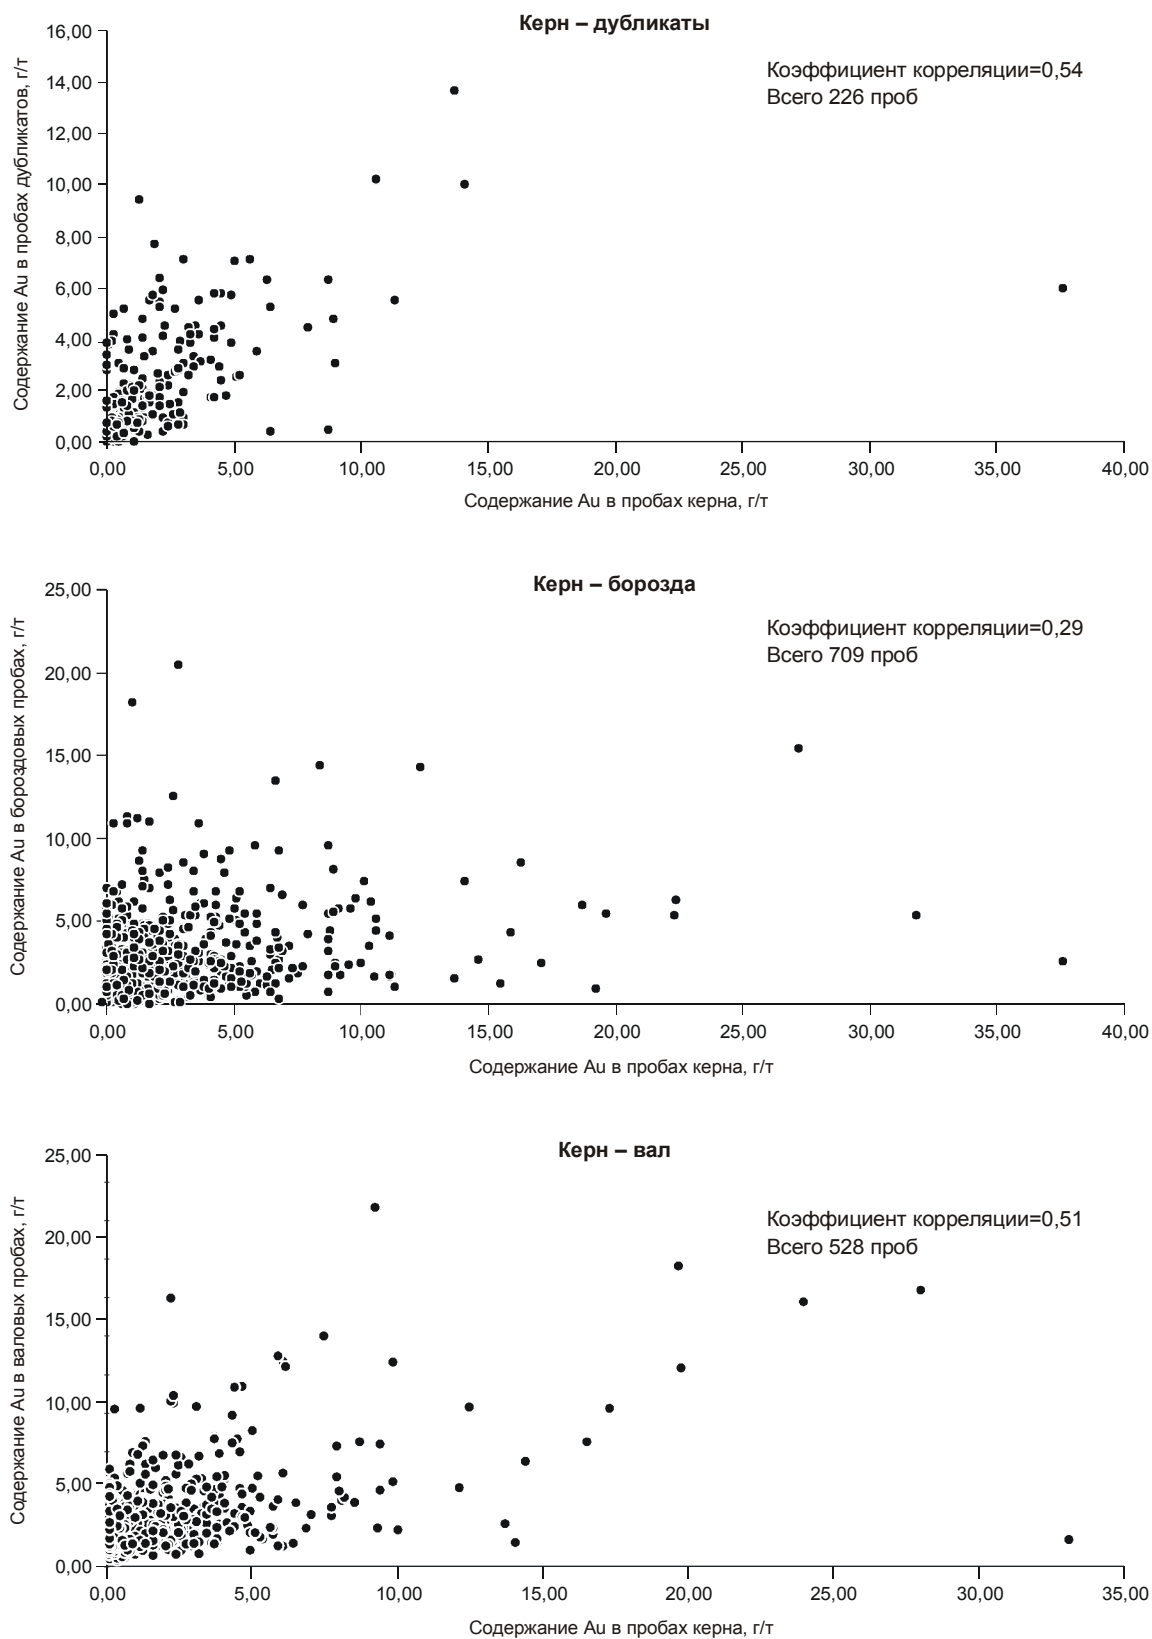 Керн – дубликаты
Коэффициент корреляции=0,54
Всего 226 проб
Содержание Au в пробах дубликатов, г/т
16,00
14,00
12,00
10,00
8,00
6,00
4,00
2,00
0,00
0,00 5,00 10,00 15,00 20,00 25,00 30,00 35,00 40,00
Содержание Au в пробах керна, г/т
Керн – борозда
Коэффициент корреляции=0,29
Всего 709 проб
Содержание Au в бороздовых пробах, г/т
25,00
20,00
15,00
10,00
5,00
0,00
0,00 5,00 10,00 15,00 20,00 25,00 30,00 35,00 40,00
Содержание Au в пробах керна, г/т
Керн – вал
Коэффициент корреляции=0,51
Всего 528 проб
Содержание Au в валовых пробах, г/т
25,00
20,00
15,00
10,00
5,00
0,00
0,00 5,00 10,00 15,00 20,00 25,00 30,00 35,00
Содержание Au в пробах керна, г/т